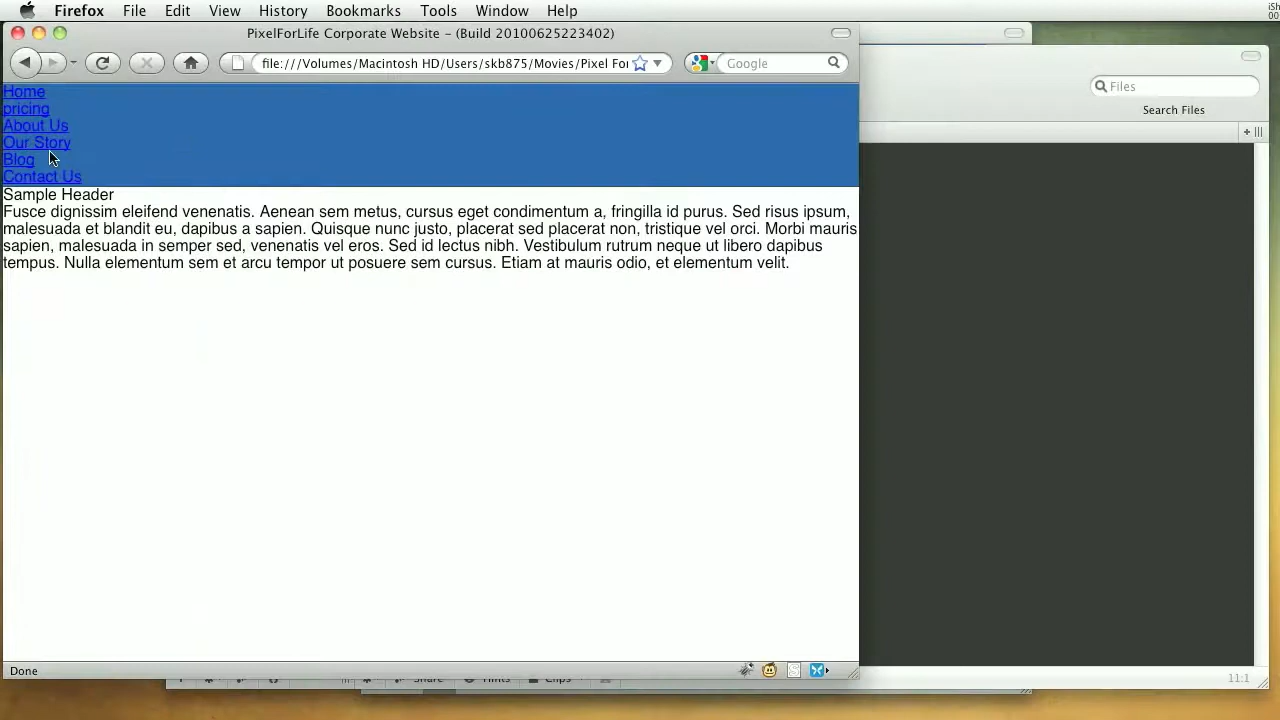 Firefox File Edit View History Bookmarks Tools Window Help
PixelForLife Corporate Website – (Build 20100625223402)
file:///Volumes/Macintosh HD/Users/skb875/Movies/Pixel For
Google
Files
Search Files
Home
pricing
About Us
Our Story
Blog
Contact Us
Sample Header
Fusce dignissim eleifend venenatis. Aenean sem metus, cursus eget condimentum a, fringilla id purus. Sed risus ipsum,
malesuada et blandit eu, dapibus a sapien. Quisque nunc justo, placerat sed placerat non, tristique vel orci. Morbi mauris
sapien, malesuada in semper sed, venenatis vel eros. Sed id lectus nibh. Vestibulum rutrum neque ut libero dapibus
tempus. Nulla elementum sem et arcu tempor ut posuere sem cursus. Etiam at mauris odio, et elementum velit.
Done
Share Hints Clips
11:1